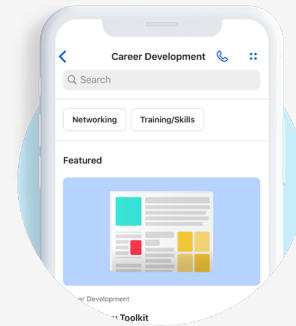 Career Development
Search
Networking Training/Skills
Featured
Development
Toolkit